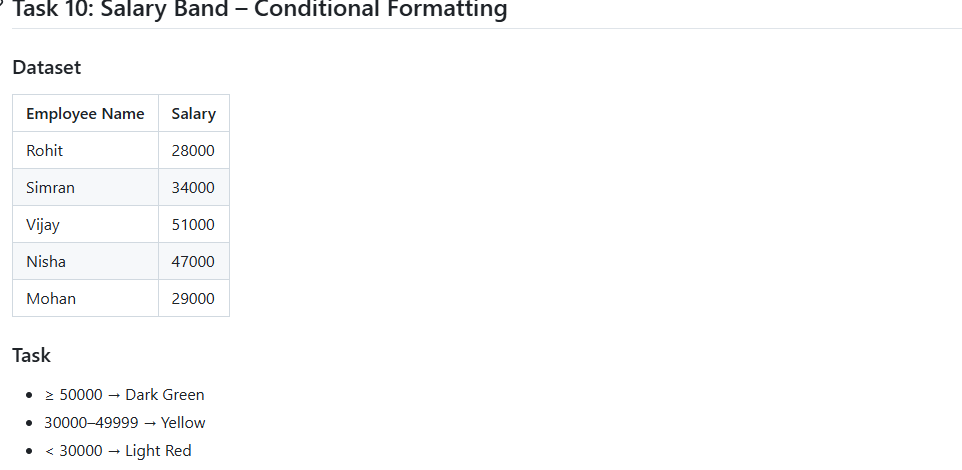 Task 10: Salary Band – Conditional Formatting
Dataset
Employee Name Salary
Rohit 28000
Simran 34000
Vijay 51000
Nisha 47000
Mohan 29000
Task
• ≥ 50000 → Dark Green
• 30000–49999 → Yellow
• < 30000 → Light Red